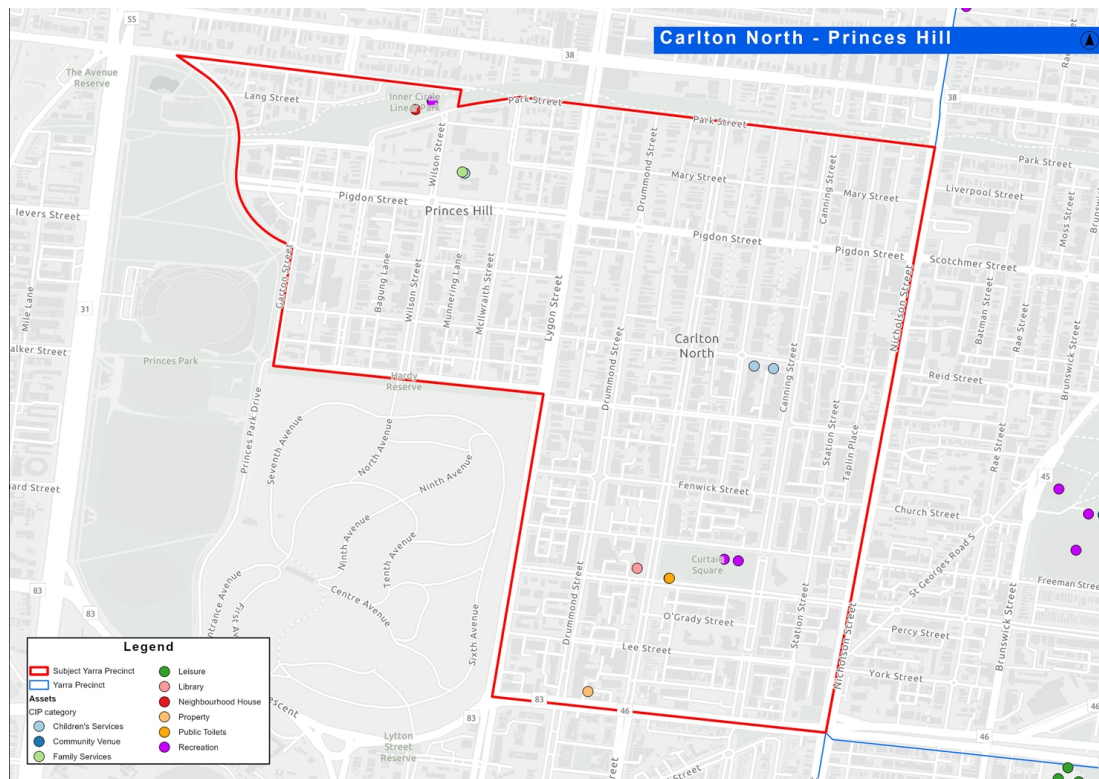 Carlton North - Princes Hill
55
38
The Avenue
Reserve
Lang Street
Inner Circle
Linear Park
Park Street
Park Street
38
Park Street
Wilson Street
Drummond Street
Mary Street
Canning Street
Mary Street
Liverpool Street
Moss Street
Ievers Street
Pigdon Street
Princes Hill
Pigdon Street
Pigdon Street
Scotchmer Street
Garton Street
Bagung Lane
Wilson Street
Munnering Lane
McIlwraith Street
Lygon Street
Nicholson Street
Batman Street
Rae Street
Brunswick Street
31
Mile Lane
alker Street
Princes Park
Carlton
North
Drummond Street
Canning Street
Reid Street
Hardy
Reserve
Princes Park Drive
Seventh Avenue
North Avenue
Ninth Avenue
Station Street
Taplin Place
Rae Street
45
Fenwick Street
Church Street
St Georges Road S
Ninth Avenue
Tenth Avenue
Centre Avenue
Curtain
Square
Freeman Street
83
83
Entrance Avenue
First Av
Sixth Avenue
Drummond Street
O'Grady Street
Lee Street
Station Street
Nicholson Street
Percy Street
York Street
Brunswick Street
83
46
83
46
46
escent
Lytton
Street
Reserve
Legend
Subject Yarra Precinct
Yarra Precinct
Assets
CIP category
Children's Services
Community Venue
Family Services
Leisure
Library
Neighbourhood House
Property
Public Toilets
Recreation